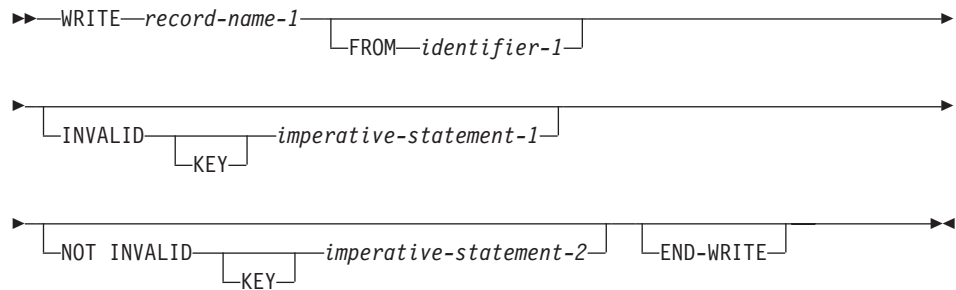 WRITE record-name-1
FROM identifier-1
INVALID imperative-statement-1
KEY
NOT INVALID imperative-statement-2 END-WRITE
KEY